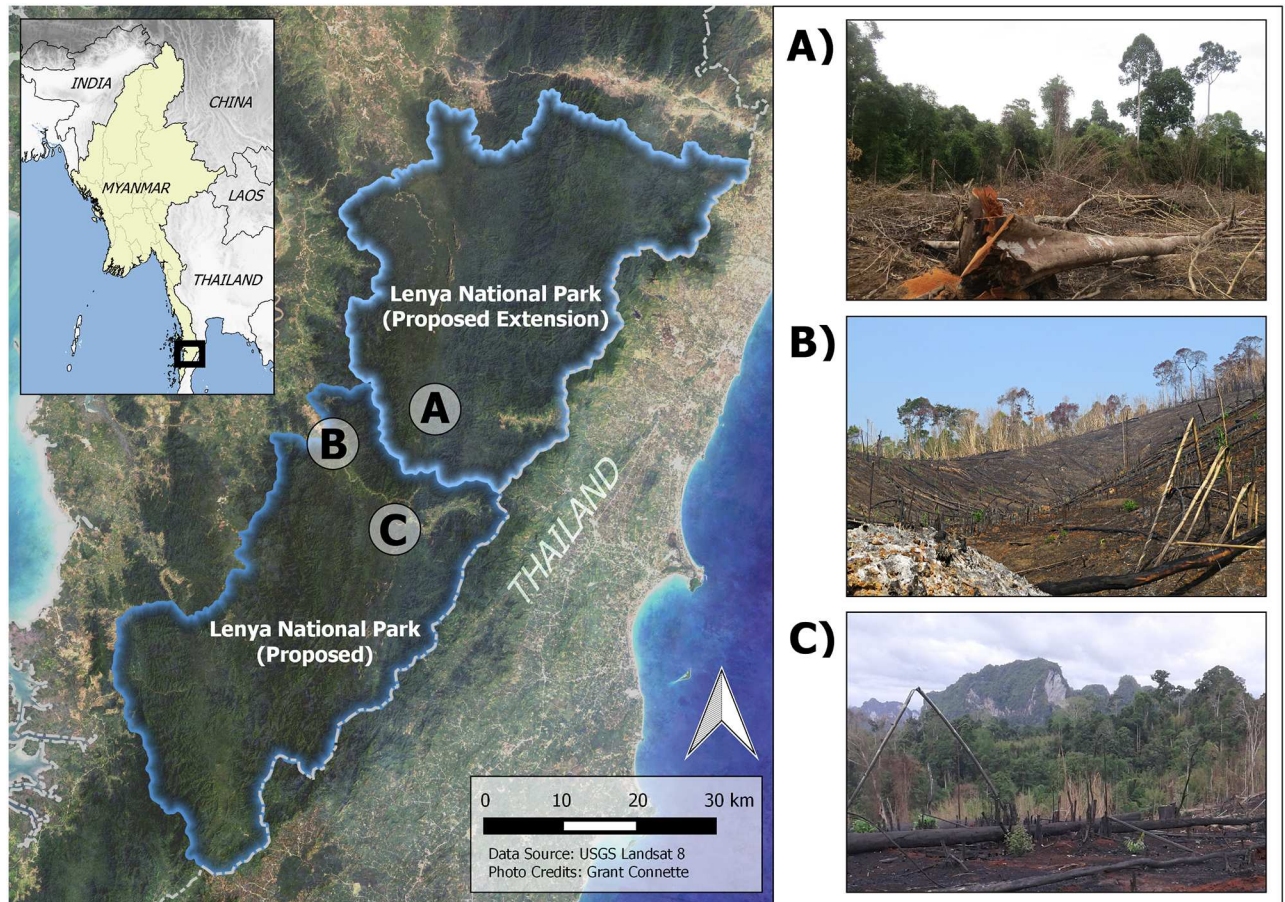 INDIA
CHINA
MYANMAR
LAOS
THAILAND
Lenya National Park
(Proposed Extension)
A
B
C
THAILAND
Lenya National Park
(Proposed)
0 10 20 30 km
Data Source: USGS Landsat 8
Photo Credits: Grant Connette
A)
B)
C)